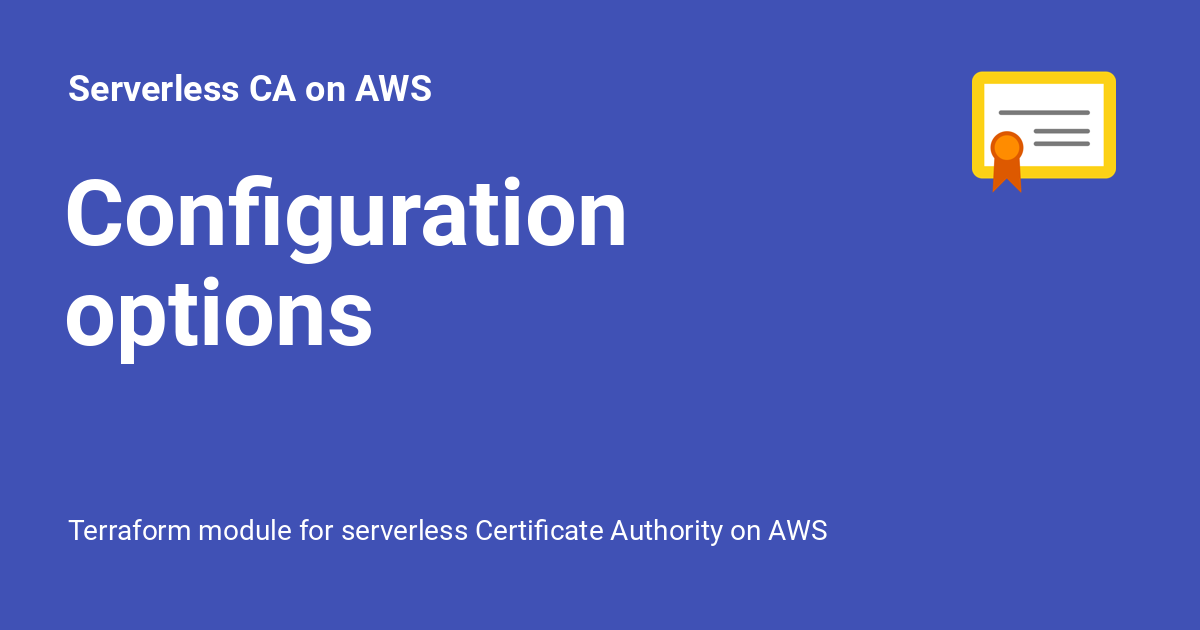 Serverless CA on AWS
Configuration
options
Terraform module for serverless Certificate Authority on AWS